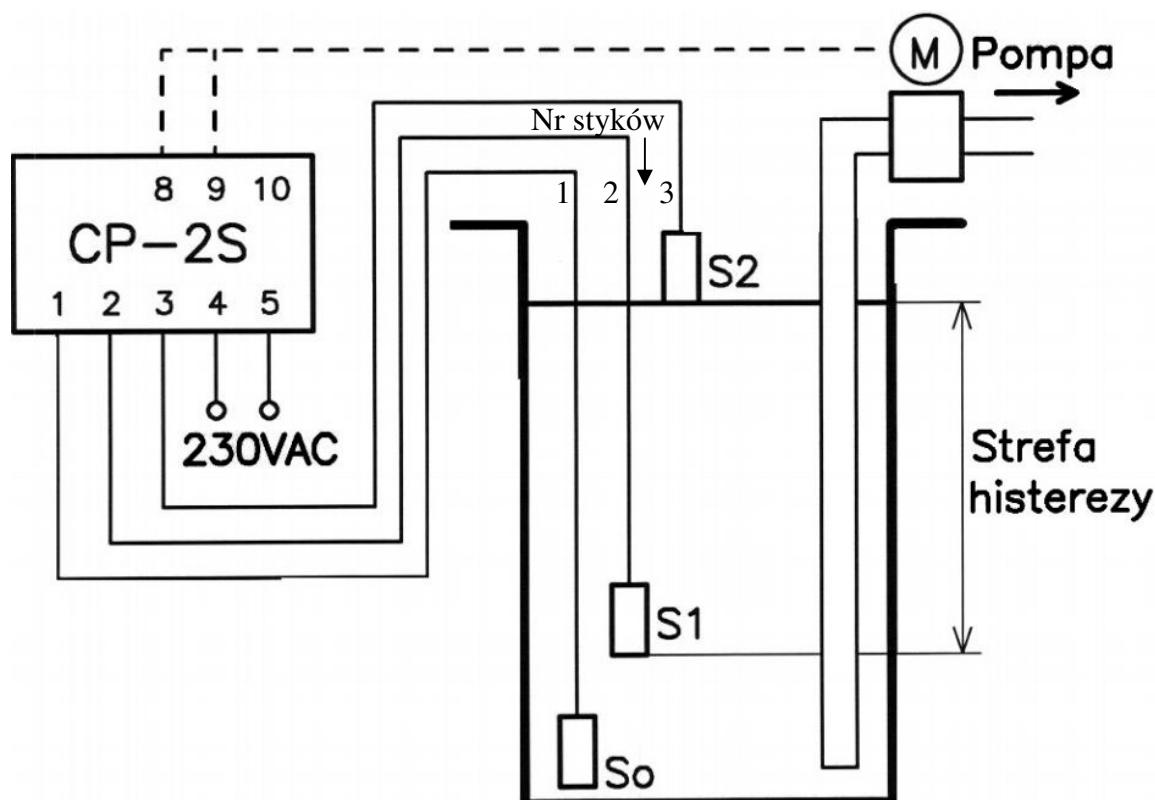 M Pompa
Nr styków
1 2 3
8 9 10
CP-2S
1 2 3 4 5
230VAC
S2
Strefa
histerezy
S1
So